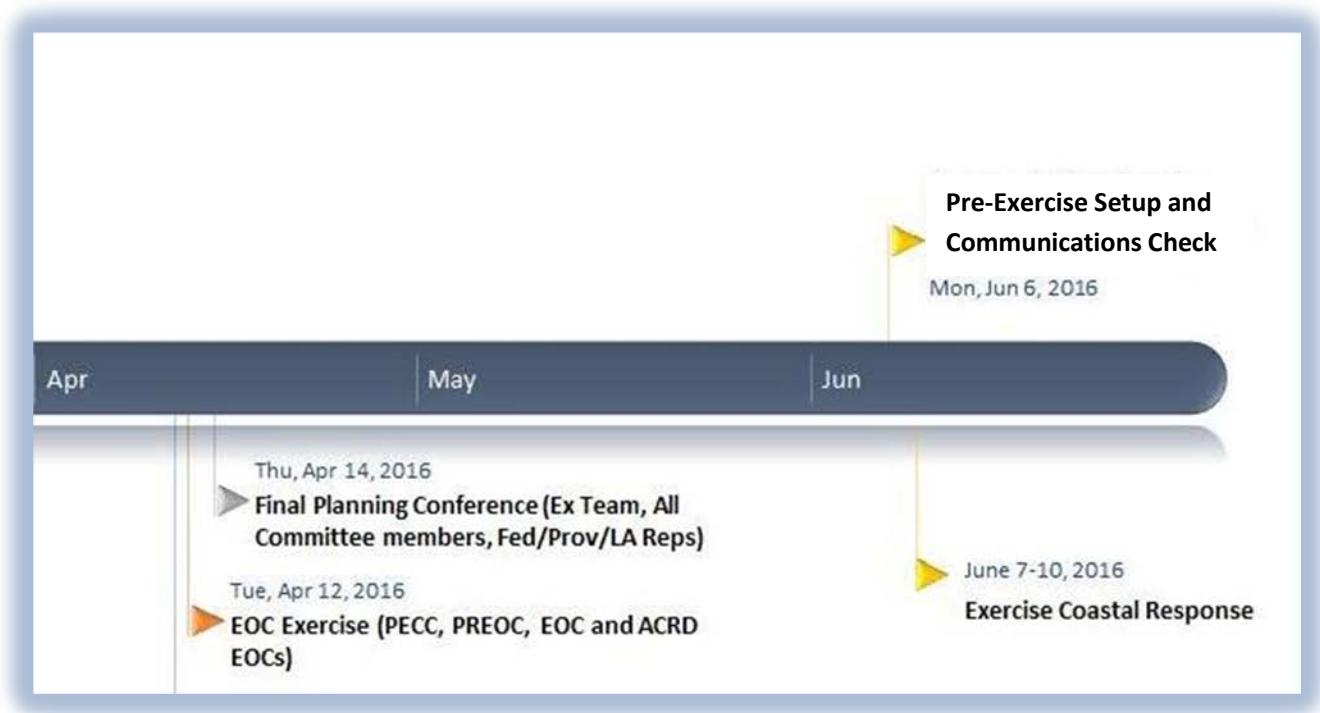 Pre-Exercise Setup and
Communications Check
Mon, Jun 6, 2016
Apr
May
Jun
Thu, Apr 14, 2016
Final Planning Conference (Ex Team, All
Committee members, Fed/Prov/LA Reps)
Tue, Apr 12, 2016
EOC Exercise (PECC, PREOC, EOC and ACRD
EOCs)
June 7-10, 2016
Exercise Coastal Response